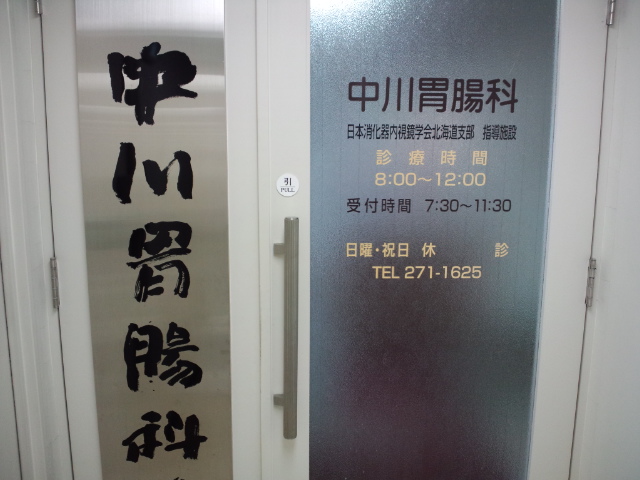 中川胃腸科
引
PULL
中川胃腸科
日本消化器内視鏡学会北海道支部 指導施設
診療時間
8:00～12:00
受付時間 7:30～11:30
日曜・祝日 休 診
TEL 271-1625